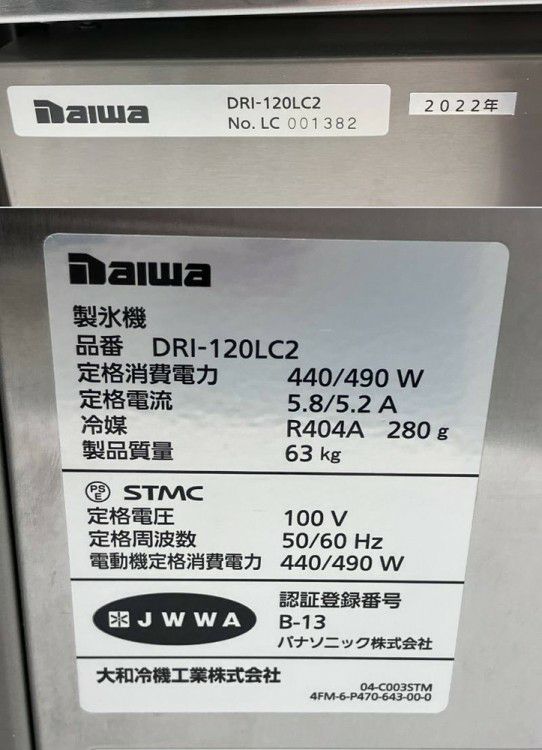 Daiwa
DRI-120LC2
No. LC 001382
2022年
Daiwa
製氷機
品番 DRI-120LC2
定格消費電力 440/490 W
定格電流 5.8/5.2 A
冷媒 R404A 280 g
製品質量 63 kg
PSE STMC
定格電圧 100 V
定格周波数 50/60 Hz
電動機定格消費電力 440/490 W
JWWA
認証登録番号
B-13
パナソニック株式会社
大和冷機工業株式会社
04-C003STM
4FM-6-P470-643-00-0